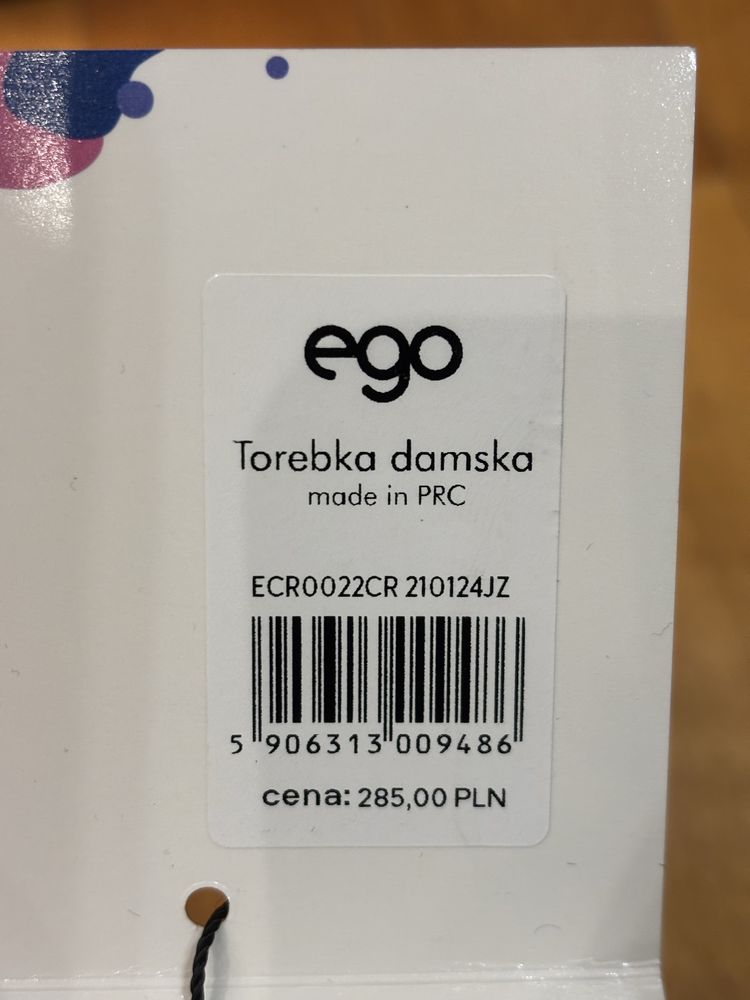 ego
Torebka damska
made in PRC
ECR0022CR 210124JZ
5 906313 009486
cena: 285,00 PLN